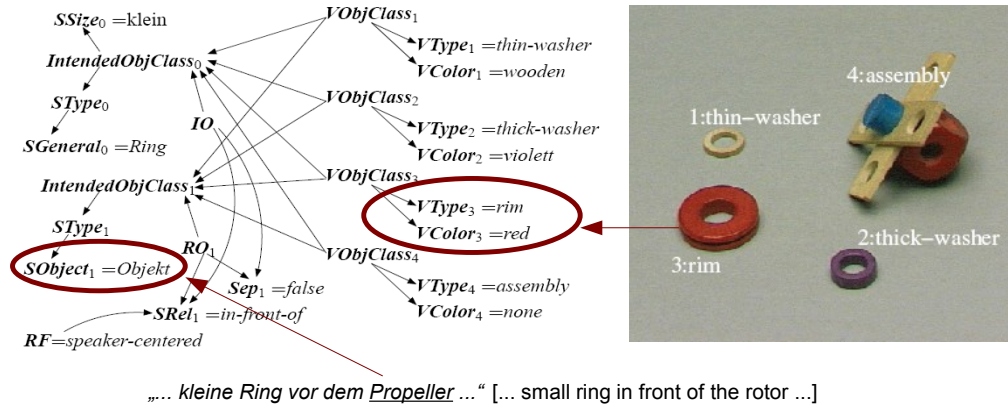 SSize0 =klein
IntendedObjClass0
SType0
SGeneral0 =Ring
IO
IntendedObjClass1
SType1
RO1
SObject1 =Objekt
Sep1 =false
SRel1 =in-front-of
RF=speaker-centered
VObjClass1
VType1 =thin-washer
VColor1 =wooden
VObjClass2
VType2 =thick-washer
VColor2 =violett
VObjClass3
VType3 =rim
VColor3 =red
VObjClass4
VType4 =assembly
VColor4 =none
4:assembly
1:thin−washer
2:thick−washer
3:rim
„... kleine Ring vor dem Propeller ...“ [... small ring in front of the rotor ...]